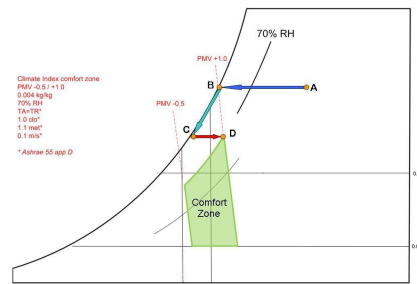 70% RH
PMV +1.0
B
A
Climate Index comfort zone
PMV -0.5 / +1.0
0.004 kg/kg
70% RH
TA=TR*
1.0 clo*
1.1 met*
0.1 m/s*
* Ashrae 55 app D
PMV -0.5
C
D
Comfort
Zone